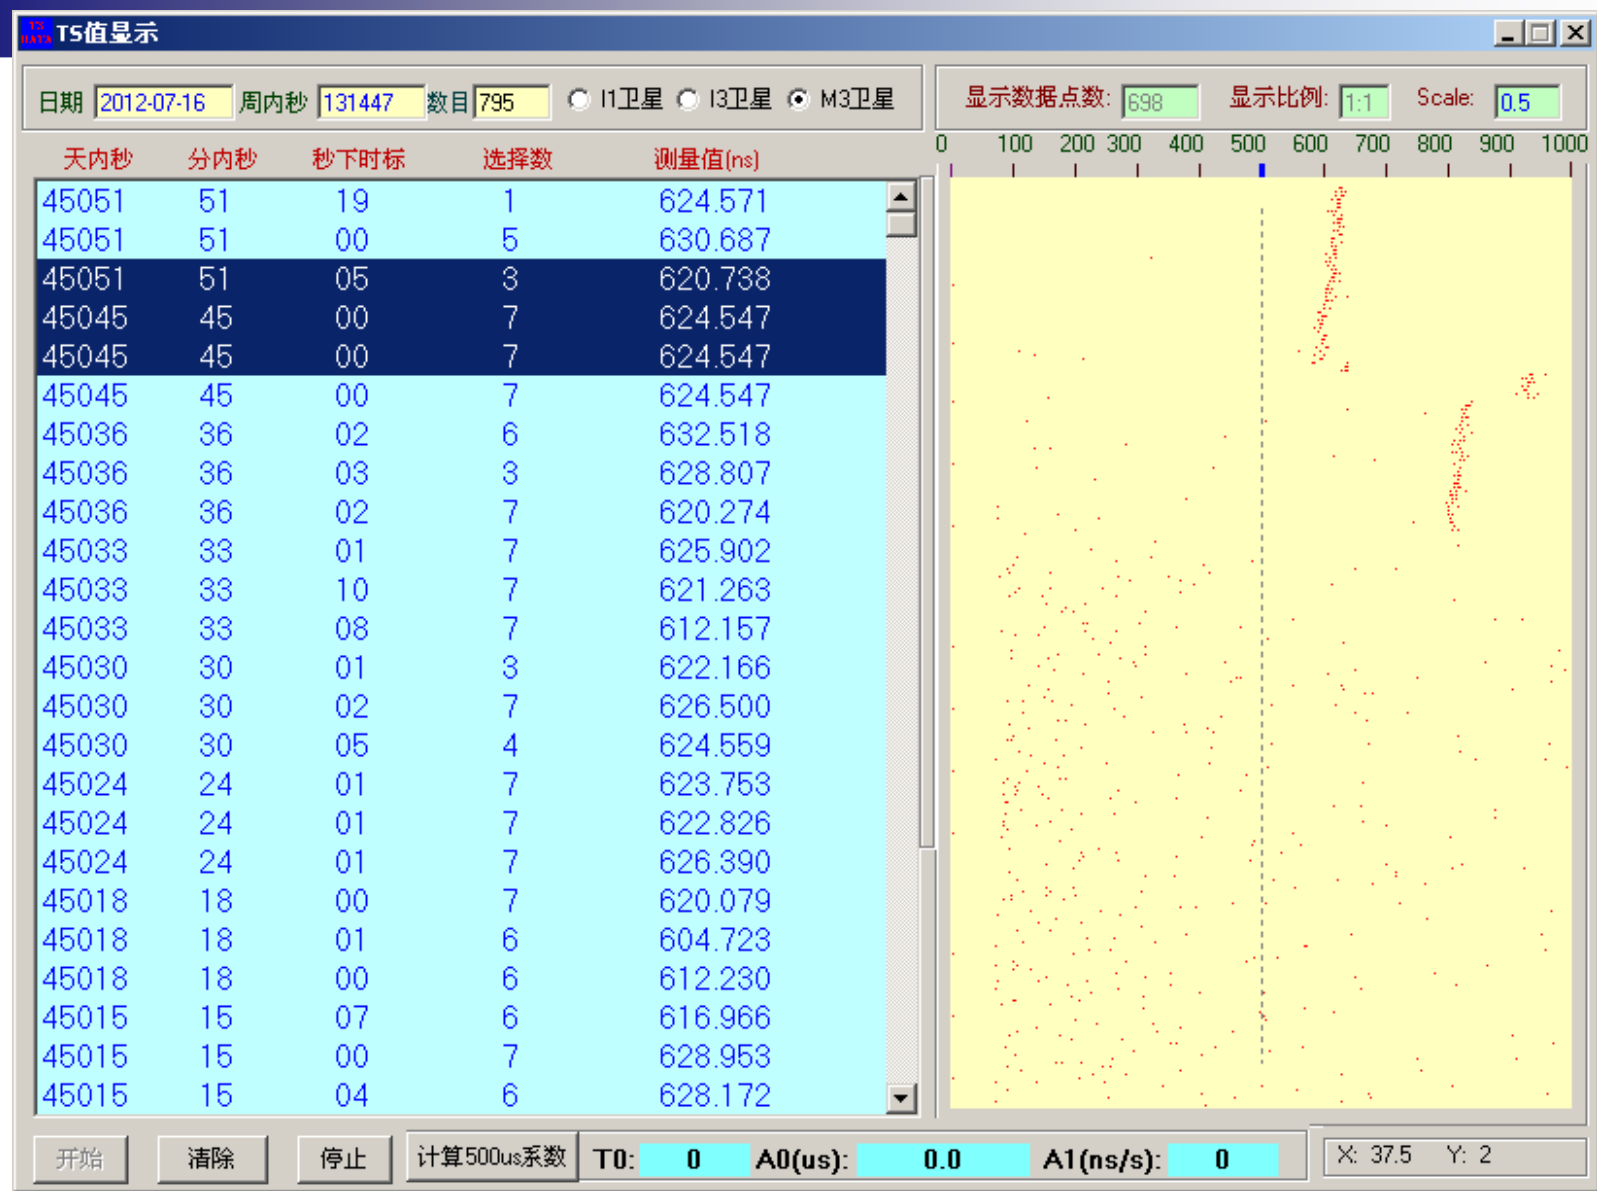 TS DATA TS值显示
日期 2012-07-16 周内秒 131447 数目 795 I1卫星 I3卫星 M3卫星 显示数据点数: 698 显示比例: 1:1 Scale: 0.5
0 100 200 300 400 500 600 700 800 900 1000
天内秒 分内秒 秒下时标 选择数 测量值(ns)
45051 51 19 1 624.571
45051 51 00 5 630.687
45051 51 05 3 620.738
45045 45 00 7 624.547
45045 45 00 7 624.547
45045 45 00 7 624.547
45036 36 02 6 632.518
45036 36 03 3 628.807
45036 36 02 7 620.274
45033 33 01 7 625.902
45033 33 10 7 621.263
45033 33 08 7 612.157
45030 30 01 3 622.166
45030 30 02 7 626.500
45030 30 05 4 624.559
45024 24 01 7 623.753
45024 24 01 7 622.826
45024 24 01 7 626.390
45018 18 00 7 620.079
45018 18 01 6 604.723
45018 18 00 6 612.230
45015 15 07 6 616.966
45015 15 00 7 628.953
45015 15 04 6 628.172
开始 清除 停止 计算500us系数 T0: 0 A0(us): 0.0 A1(ns/s): 0 X: 37.5 Y: 2